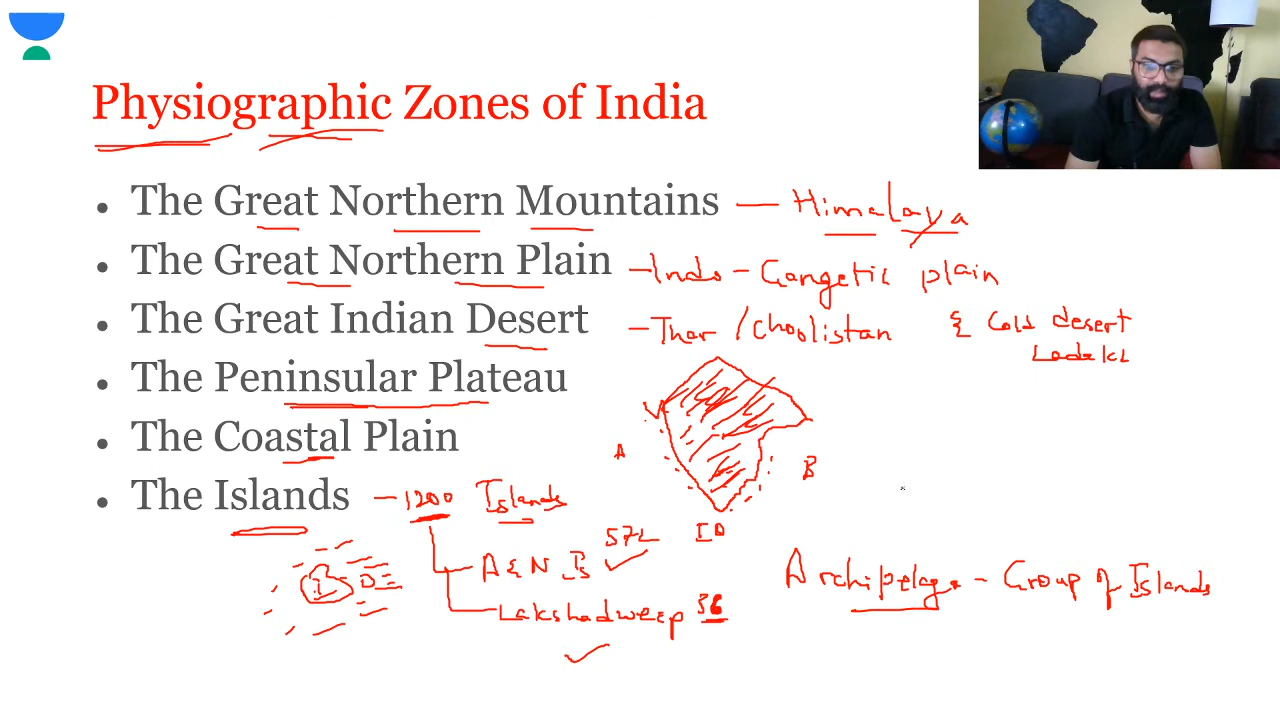 Physiographic Zones of India
• The Great Northern Mountains — Himalaya
• The Great Northern Plain – Indo – Gangetic plain
• The Great Indian Desert – Thar / Choolistan & Cold desert
Ladakh
• The Peninsular Plateau
• The Coastal Plain
A B
• The Islands – 1200 Islands
572 IO
A & N Is
Archipelago – Group of Islands
I
Lakshadweep 36